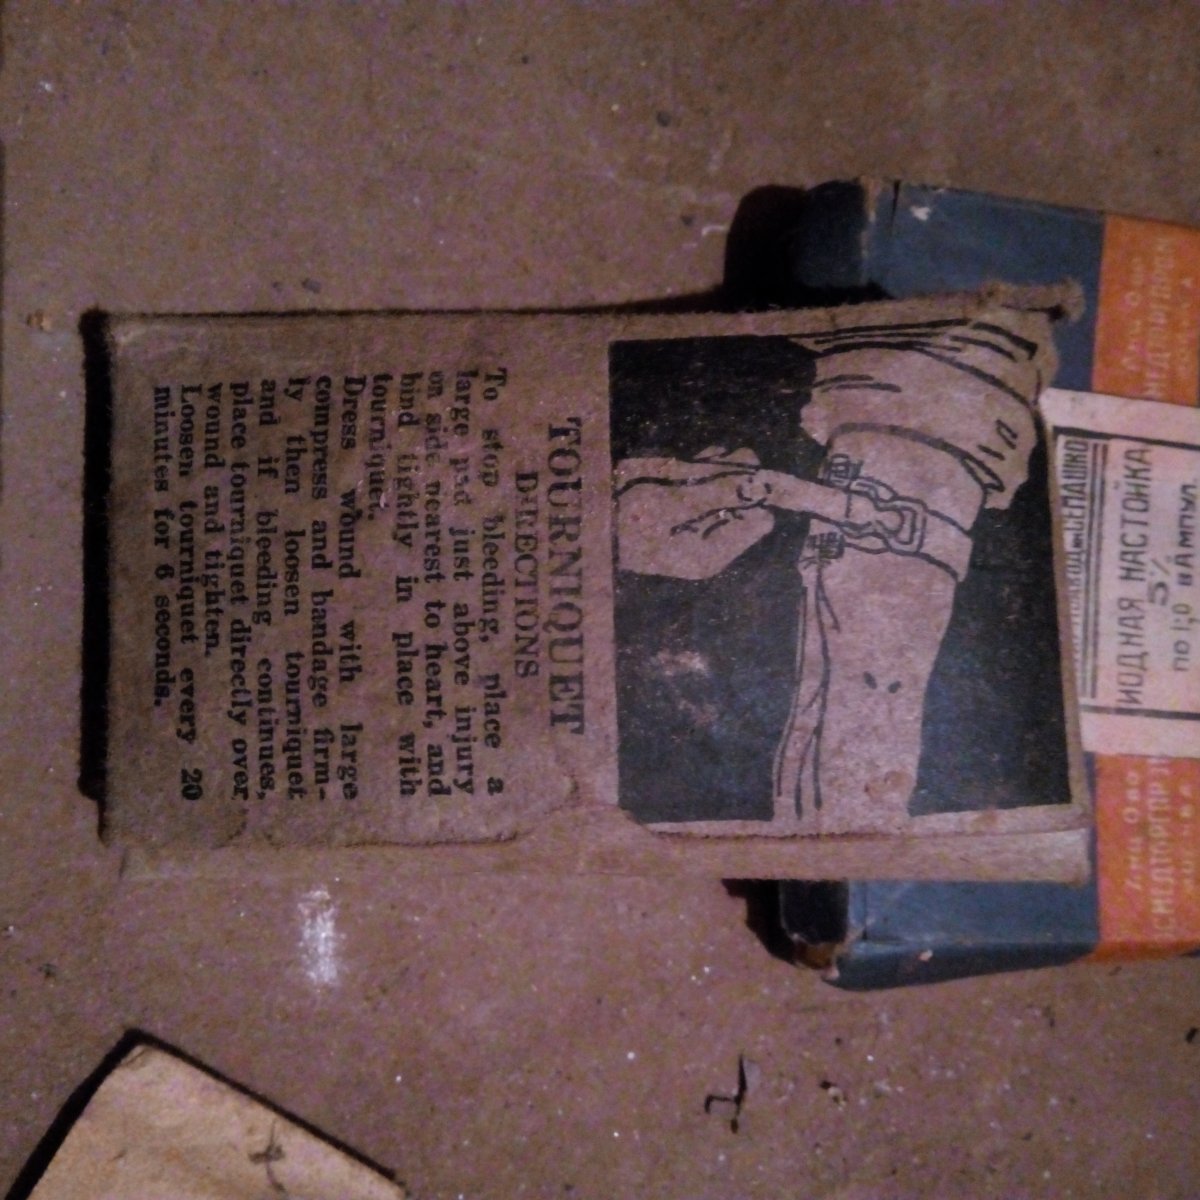 TOURNIQUET
DIRECTIONS
To stop bleeding, place a
large pad just above injury
on side nearest to heart, and
bind tightly in place with
tourniquet.
Dress wound with large
compress and bandage firm-
ly then loosen tourniquet
and if bleeding continues,
place tourniquet directly over
wound and tighten.
Loosen tourniquet every 20
minutes for 6 seconds.
ИОДНАЯ НАСТОЙКА
5%
ПО 1,0 В АМПУЛ.
1